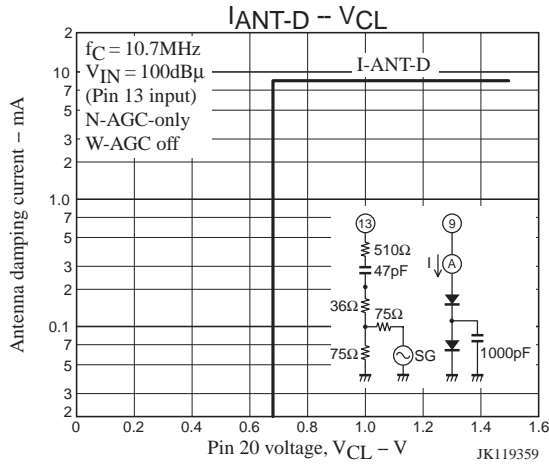 IANT-D – VCL
fC = 10.7MHz
VIN = 100dBμ
(Pin 13 input)
N-AGC-only
W-AGC off
I-ANT-D
Antenna damping current – mA
2
10
7
5
3
2
1.0
7
5
3
2
0.1
7
5
3
2
13
510Ω
47pF
36Ω
75Ω
75Ω
SG
9
I
A
1000pF
0 0.2 0.4 0.6 0.8 1.0 1.2 1.4 1.6
Pin 20 voltage, VCL – V
JK119359